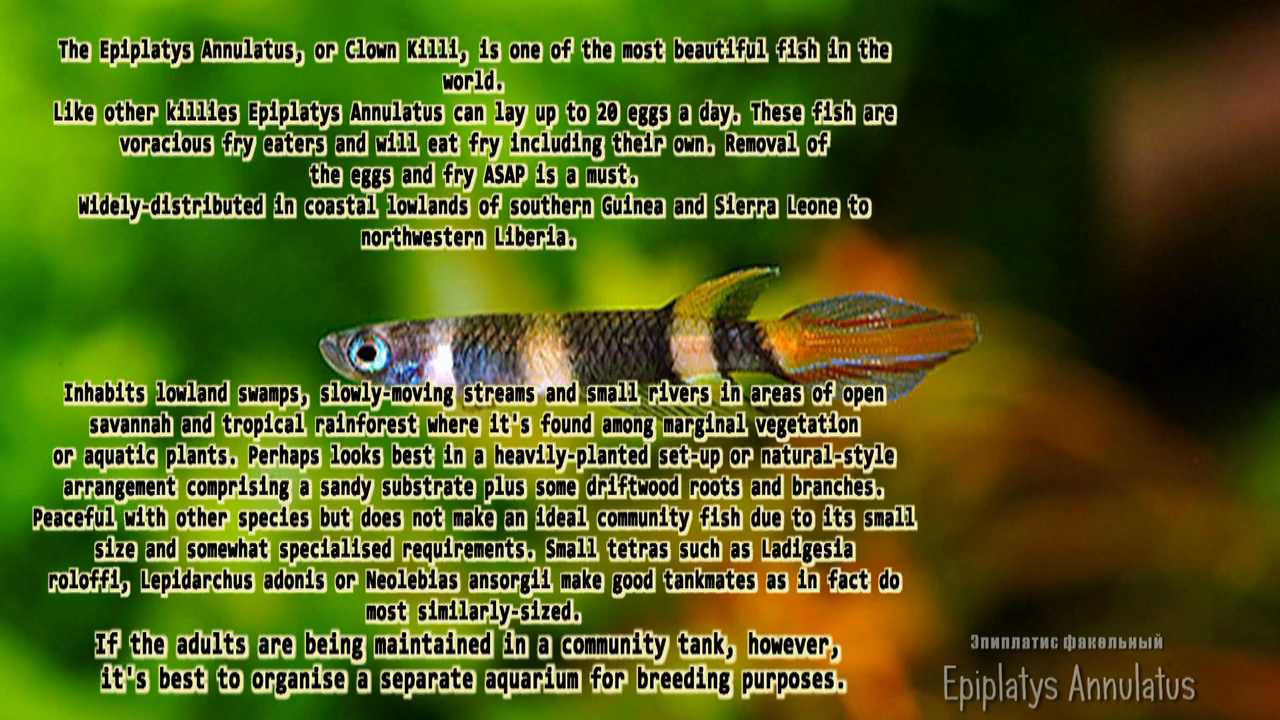 The Epiplatys Annulatus, or Clown Killi, is one of the most beautiful fish in the
world.
Like other killies Epiplatys Annulatus can lay up to 20 eggs a day. These fish are
voracious fry eaters and will eat fry including their own. Removal of
the eggs and fry ASAP is a must.
Widely-distributed in coastal lowlands of southern Guinea and Sierra Leone to
northwestern Liberia.
Inhabits lowland swamps, slowly-moving streams and small rivers in areas of open
savannah and tropical rainforest where it's found among marginal vegetation
or aquatic plants. Perhaps looks best in a heavily-planted set-up or natural-style
arrangement comprising a sandy substrate plus some driftwood roots and branches.
Peaceful with other species but does not make an ideal community fish due to its small
size and somewhat specialised requirements. Small tetras such as Ladigesia
roloffi, Lepidarchus adonis or Neolebias ansorgii make good tankmates as in fact do
most similarly-sized.
If the adults are being maintained in a community tank, however,
it's best to organise a separate aquarium for breeding purposes.
Эпиплатис факельный
Epiplatys Annulatus